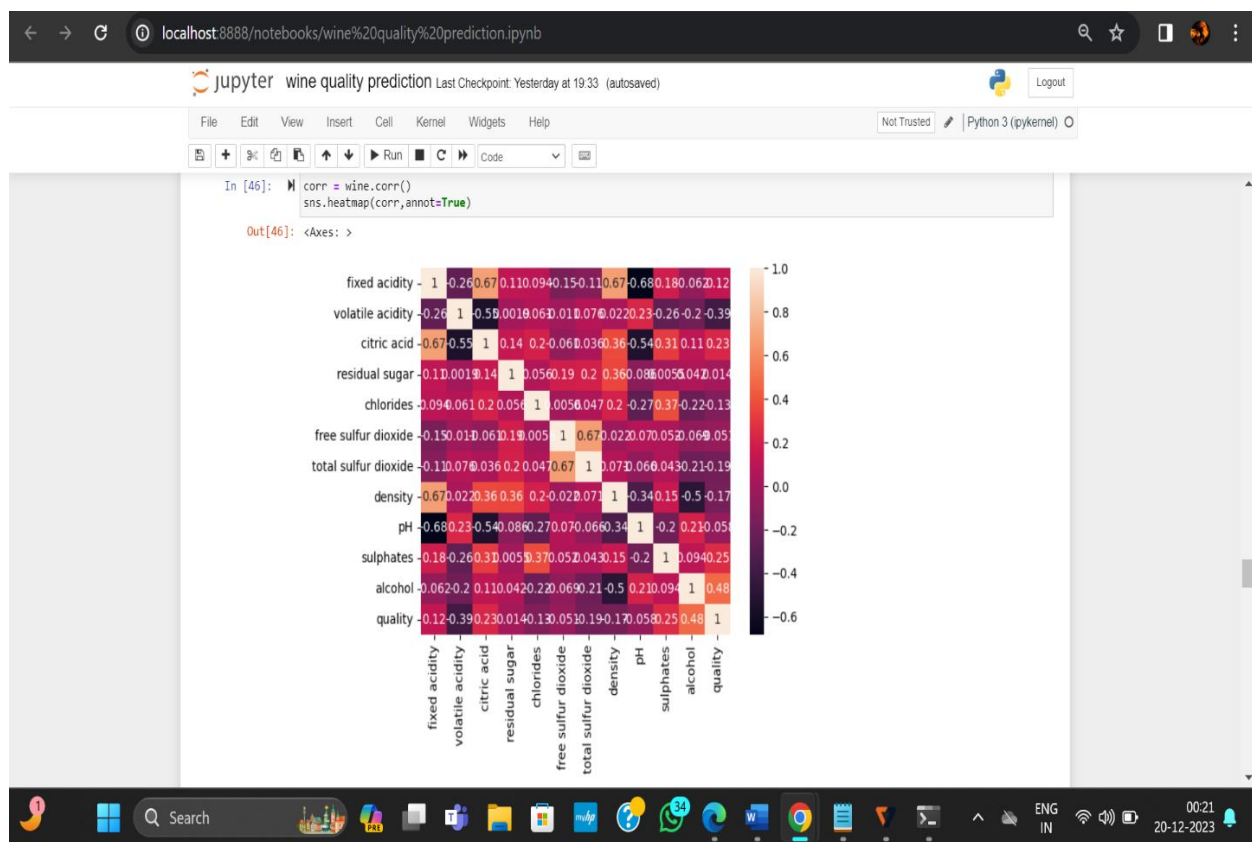 localhost:8888/notebooks/wine%20quality%20prediction.ipynb
jupyter wine quality prediction Last Checkpoint: Yesterday at 19:33 (autosaved)
Logout
File Edit View Insert Cell Kernel Widgets Help
Not Trusted Python 3 (ipykernel)
Run Code
In [46]: corr = wine.corr()
sns.heatmap(corr,annot=True)
Out[46]: <Axes: >
fixed acidity 1 -0.26 0.67 0.11 0.094 -0.15 -0.11 0.67 -0.68 0.18 -0.062 0.12
volatile acidity -0.26 1 -0.55 0.0019 0.061 -0.011 0.076 0.022 0.23 -0.26 -0.2 -0.39
citric acid 0.67 -0.55 1 0.14 0.2 -0.061 0.036 0.36 -0.54 0.31 0.11 0.23
residual sugar 0.11 0.0019 0.14 1 0.056 0.19 0.2 0.36 -0.086 0.0055 0.042 0.014
chlorides 0.094 0.061 0.2 0.056 1 0.0056 0.047 0.2 -0.27 0.37 -0.22 -0.13
free sulfur dioxide -0.15 -0.011 -0.061 0.19 1 0.67 -0.022 0.07 0.052 -0.069 -0.051
total sulfur dioxide -0.11 0.076 0.036 0.2 0.047 0.67 1 0.071 -0.066 0.043 -0.21 -0.19
density 0.67 0.022 0.36 0.36 0.2 -0.022 0.071 1 -0.34 0.15 -0.5 -0.17
pH -0.68 0.23 -0.54 -0.086 -0.27 0.07 -0.066 -0.34 1 -0.2 0.21 -0.058
sulphates 0.18 -0.26 0.31 0.0055 0.37 0.052 0.043 0.15 -0.2 1 0.094 0.25
alcohol -0.062 -0.2 0.11 0.042 -0.22 -0.069 -0.21 -0.5 0.21 0.094 1 0.48
quality 0.12 -0.39 0.23 0.014 -0.13 -0.051 -0.19 -0.17 -0.058 0.25 0.48 1
fixed acidity
volatile acidity
citric acid
residual sugar
chlorides
free sulfur dioxide
total sulfur dioxide
density
pH
sulphates
alcohol
quality
1.0
0.8
0.6
0.4
0.2
0.0
−0.2
−0.4
−0.6
1
Search
PRE
myhp
34
ENG
IN
00:21
20-12-2023